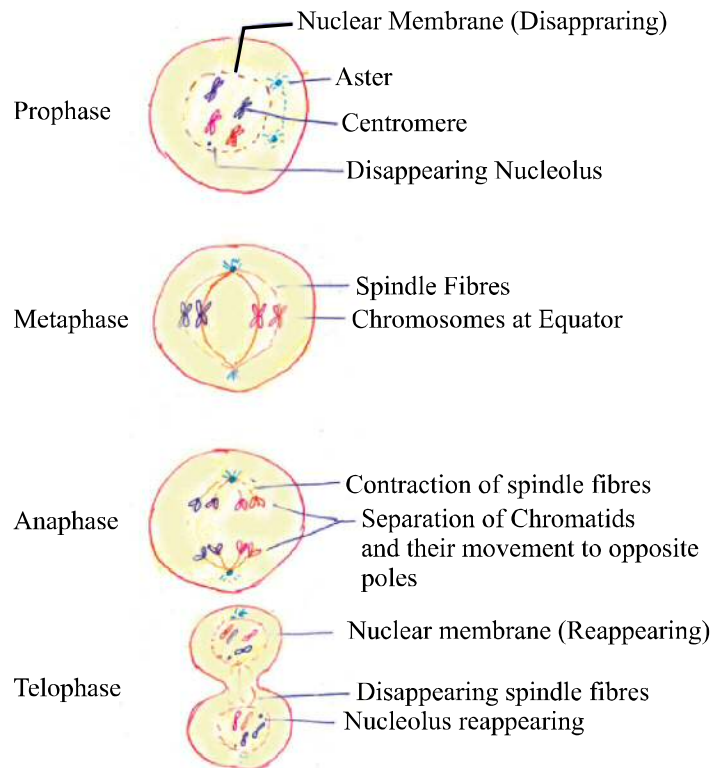 Nuclear Membrane (Disappraring)
Aster
Prophase
Centromere
Disappearing Nucleolus
Spindle Fibres
Metaphase
Chromosomes at Equator
Contraction of spindle fibres
Anaphase
Separation of Chromatids
and their movement to opposite
poles
Nuclear membrane (Reappearing)
Telophase
Disappearing spindle fibres
Nucleolus reappearing